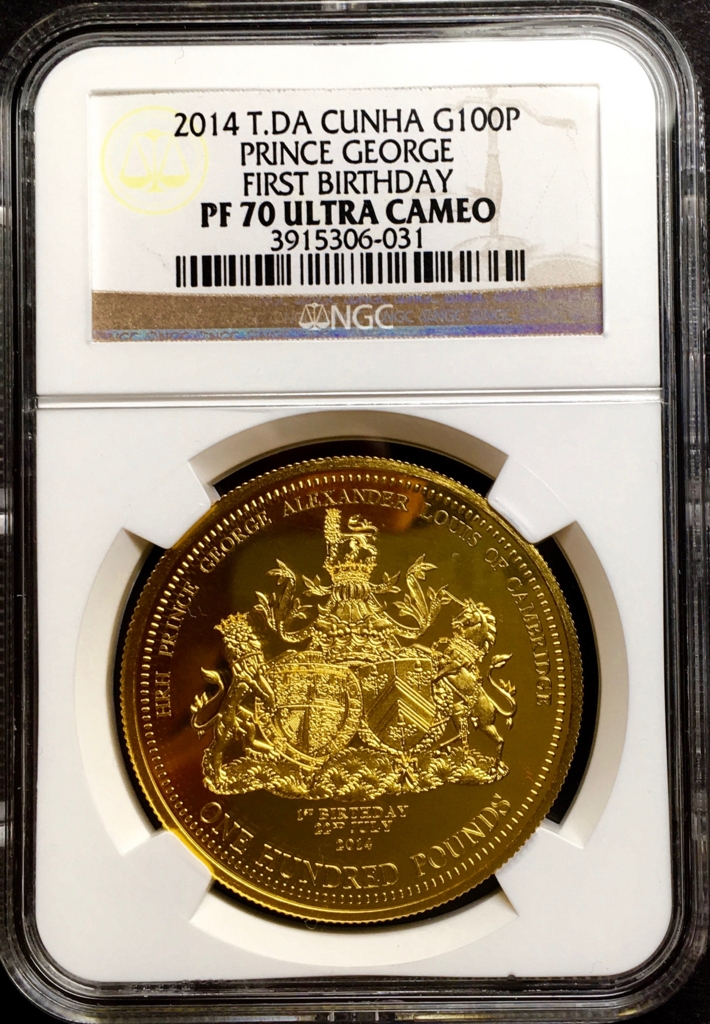 2014 T.DA CUNHA G100P
PRINCE GEORGE
FIRST BIRTHDAY
PF 70 ULTRA CAMEO
3915306-031
NGC
HRH PRINCE GEORGE ALEXANDER LOUIS OF CAMBRIDGE
1ST BIRTHDAY
22ND JULY
2014
ONE HUNDRED POUNDS